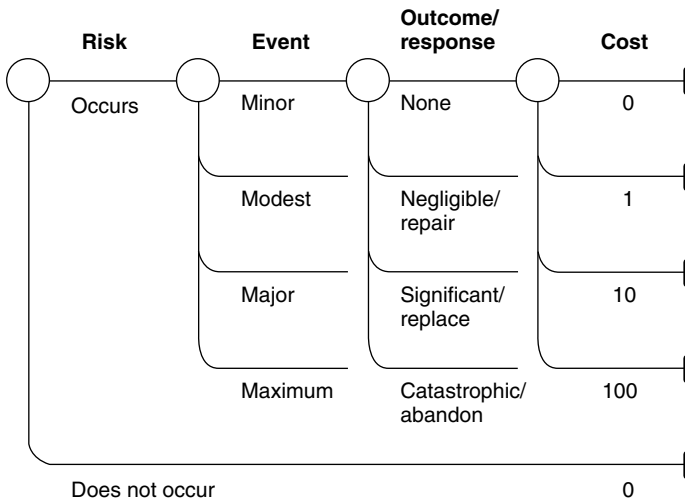 Risk
Event
Outcome/
response
Cost
Occurs
Minor
None
0
Modest
Negligible/
repair
1
Major
Significant/
replace
10
Maximum
Catastrophic/
abandon
100
Does not occur
0